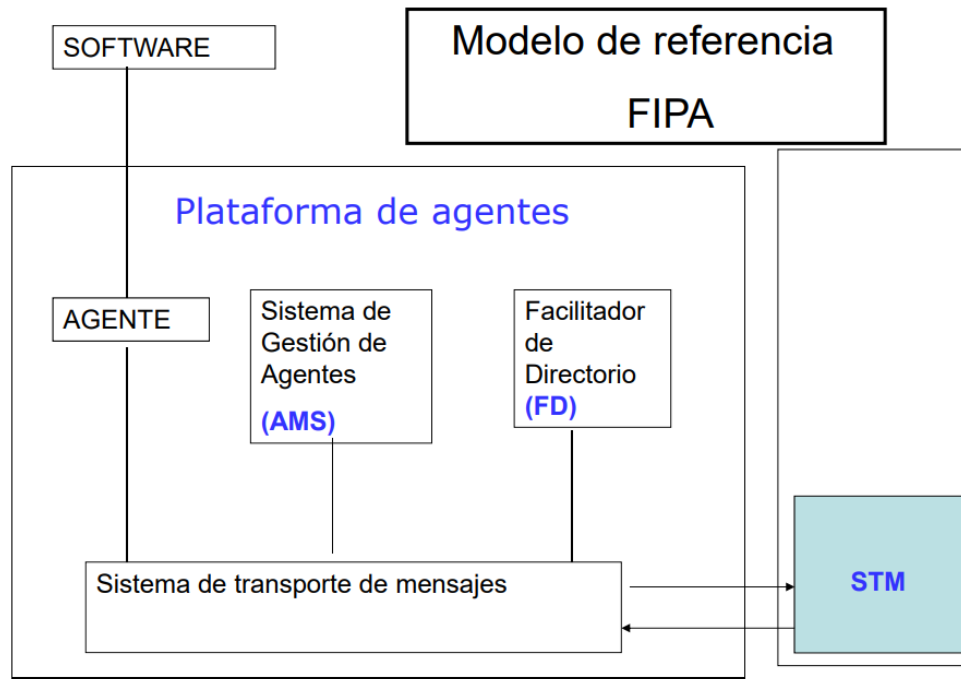 SOFTWARE
Modelo de referencia
FIPA
Plataforma de agentes
AGENTE
Sistema de
Gestión de
Agentes
(AMS)
Facilitador
de
Directorio
(FD)
Sistema de transporte de mensajes
STM